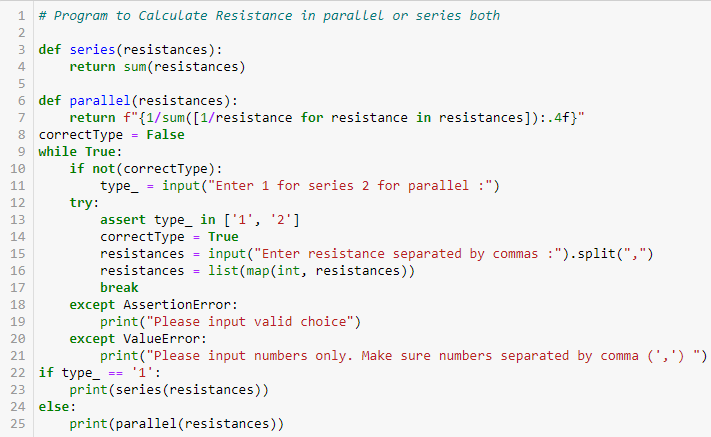 1 # Program to Calculate Resistance in parallel or series both
2
3 def series(resistances):
4     return sum(resistances)
5
6 def parallel(resistances):
7     return f"{1/sum([1/resistance for resistance in resistances]):.4f}"
8 correctType = False
9 while True:
10     if not(correctType):
11         type_ = input("Enter 1 for series 2 for parallel :")
12     try:
13         assert type_ in ['1', '2']
14         correctType = True
15         resistances = input("Enter resistance separated by commas :").split(",")
16         resistances = list(map(int, resistances))
17         break
18     except AssertionError:
19         print("Please input valid choice")
20     except ValueError:
21         print("Please input numbers only. Make sure numbers separated by comma (',') ")
22 if type_ == '1':
23     print(series(resistances))
24 else:
25     print(parallel(resistances))